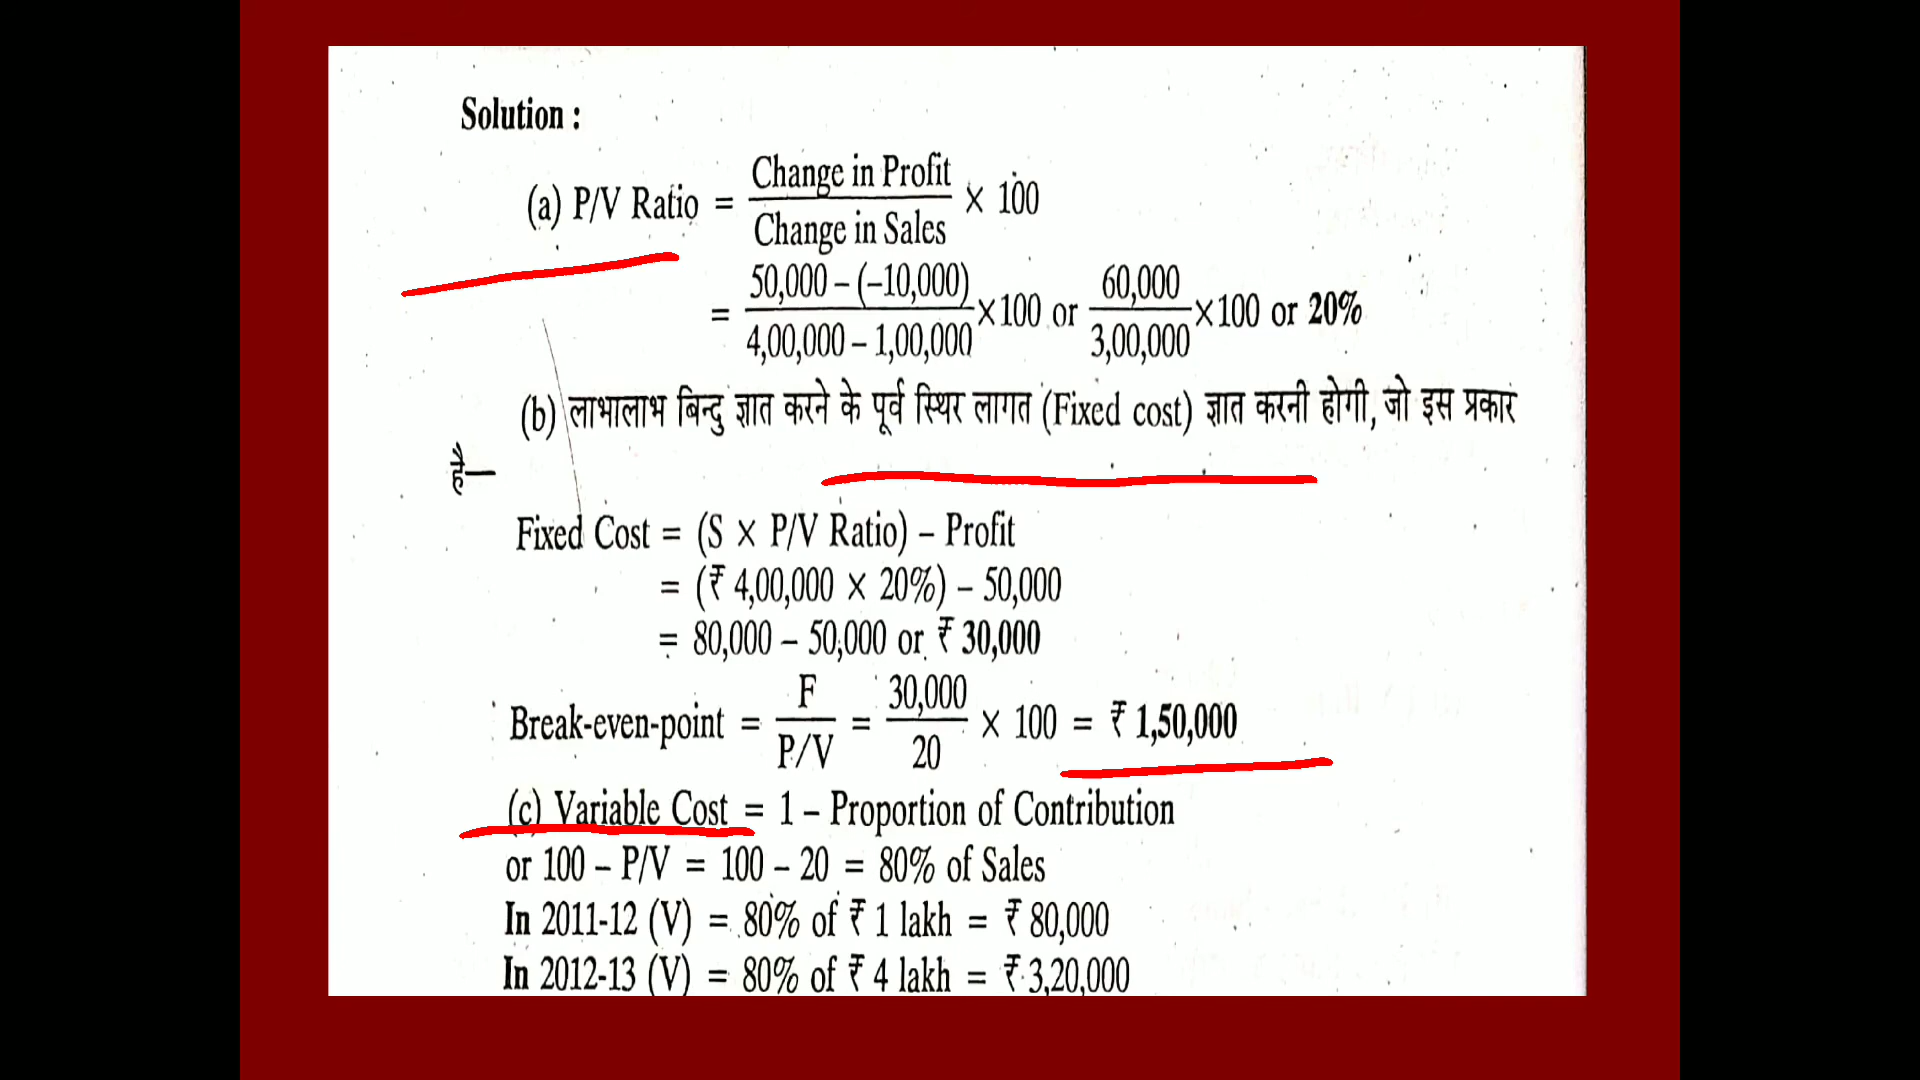 Solution :
(a) P/V Ratio = Change in Profit / Change in Sales × 100
= 50,000 – (–10,000) / 4,00,000 – 1,00,000 ×100 or 60,000 / 3,00,000 ×100 or 20%
(b) लाभालाभ बिन्दु ज्ञात करने के पूर्व स्थिर लागत (Fixed cost) ज्ञात करनी होगी, जो इस प्रकार
है—
Fixed Cost = (S × P/V Ratio) – Profit
= (₹ 4,00,000 × 20%) – 50,000
= 80,000 – 50,000 or ₹ 30,000
Break-even-point = F / P/V = 30,000 / 20 × 100 = ₹ 1,50,000
(c) Variable Cost = 1 – Proportion of Contribution
or 100 – P/V = 100 – 20 = 80% of Sales
In 2011-12 (V) = 80% of ₹ 1 lakh = ₹ 80,000
In 2012-13 (V) = 80% of ₹ 4 lakh = ₹ 3,20,000